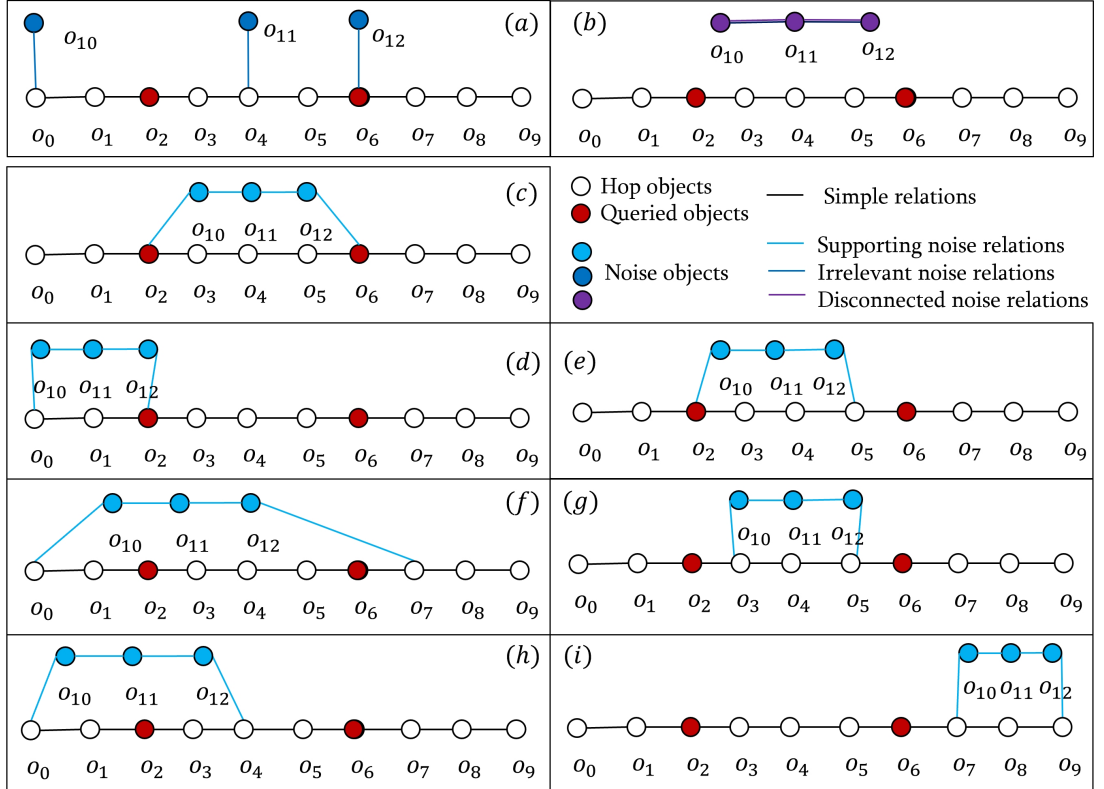 (a)
o₁₀ o₁₁ o₁₂
o₀ o₁ o₂ o₃ o₄ o₅ o₆ o₇ o₈ o₉
(b)
o₁₀ o₁₁ o₁₂
o₀ o₁ o₂ o₃ o₄ o₅ o₆ o₇ o₈ o₉
(c)
o₁₀ o₁₁ o₁₂
o₀ o₁ o₂ o₃ o₄ o₅ o₆ o₇ o₈ o₉
Hop objects
Queried objects
Noise objects
Simple relations
Supporting noise relations
Irrelevant noise relations
Disconnected noise relations
(d)
o₁₀ o₁₁ o₁₂
o₀ o₁ o₂ o₃ o₄ o₅ o₆ o₇ o₈ o₉
(e)
o₁₀ o₁₁ o₁₂
o₀ o₁ o₂ o₃ o₄ o₅ o₆ o₇ o₈ o₉
(f)
o₁₀ o₁₁ o₁₂
o₀ o₁ o₂ o₃ o₄ o₅ o₆ o₇ o₈ o₉
(g)
o₁₀ o₁₁ o₁₂
o₀ o₁ o₂ o₃ o₄ o₅ o₆ o₇ o₈ o₉
(h)
o₁₀ o₁₁ o₁₂
o₀ o₁ o₂ o₃ o₄ o₅ o₆ o₇ o₈ o₉
(i)
o₁₀ o₁₁ o₁₂
o₀ o₁ o₂ o₃ o₄ o₅ o₆ o₇ o₈ o₉